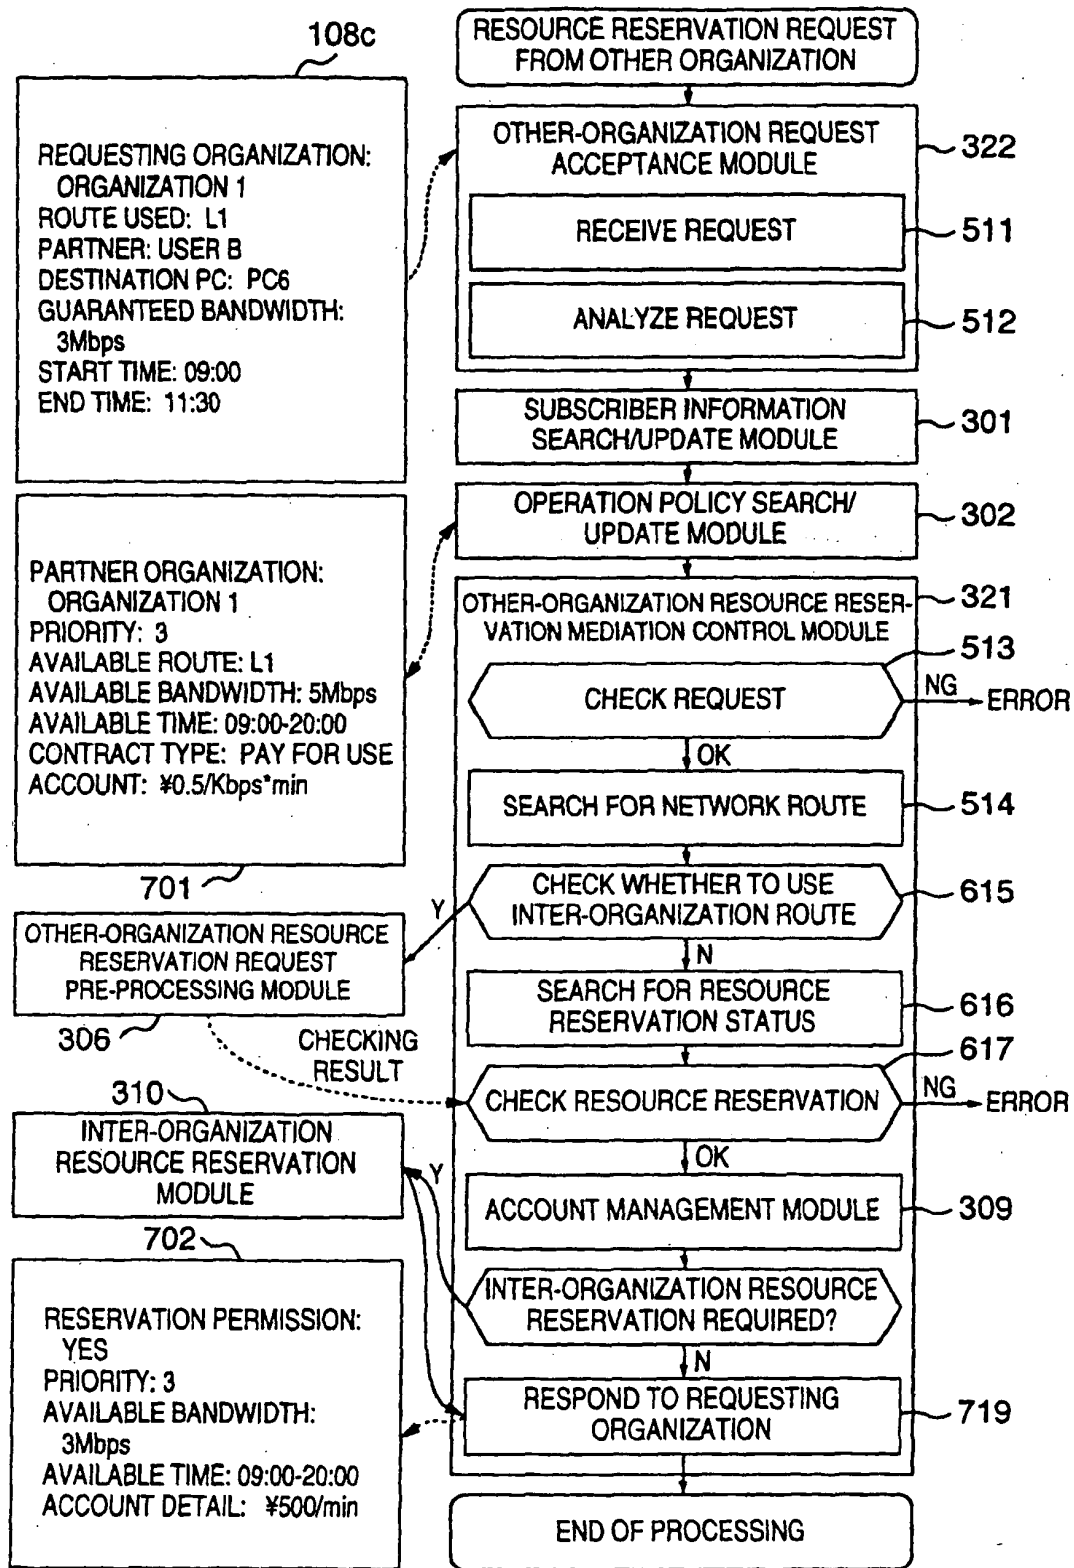 RESOURCE RESERVATION REQUEST
FROM OTHER ORGANIZATION
108c
REQUESTING ORGANIZATION:
ORGANIZATION 1
ROUTE USED: L1
PARTNER: USER B
DESTINATION PC: PC6
GUARANTEED BANDWIDTH:
3Mbps
START TIME: 09:00
END TIME: 11:30
OTHER-ORGANIZATION REQUEST
ACCEPTANCE MODULE
322
RECEIVE REQUEST
511
ANALYZE REQUEST
512
SUBSCRIBER INFORMATION
SEARCH/UPDATE MODULE
301
OPERATION POLICY SEARCH/
UPDATE MODULE
302
PARTNER ORGANIZATION:
ORGANIZATION 1
PRIORITY: 3
AVAILABLE ROUTE: L1
AVAILABLE BANDWIDTH: 5Mbps
AVAILABLE TIME: 09:00-20:00
CONTRACT TYPE: PAY FOR USE
ACCOUNT: ¥0.5/Kbps*min
701
OTHER-ORGANIZATION RESOURCE RESER-
VATION MEDIATION CONTROL MODULE
321
513
CHECK REQUEST
NG
ERROR
OK
SEARCH FOR NETWORK ROUTE
514
CHECK WHETHER TO USE
INTER-ORGANIZATION ROUTE
615
Y
N
OTHER-ORGANIZATION RESOURCE
RESERVATION REQUEST
PRE-PROCESSING MODULE
306
CHECKING
RESULT
SEARCH FOR RESOURCE
RESERVATION STATUS
616
617
CHECK RESOURCE RESERVATION
NG
ERROR
OK
310
INTER-ORGANIZATION
RESOURCE RESERVATION
MODULE
Y
ACCOUNT MANAGEMENT MODULE
309
INTER-ORGANIZATION RESOURCE
RESERVATION REQUIRED?
N
702
RESERVATION PERMISSION:
YES
PRIORITY: 3
AVAILABLE BANDWIDTH:
3Mbps
AVAILABLE TIME: 09:00-20:00
ACCOUNT DETAIL: ¥500/min
RESPOND TO REQUESTING
ORGANIZATION
719
END OF PROCESSING